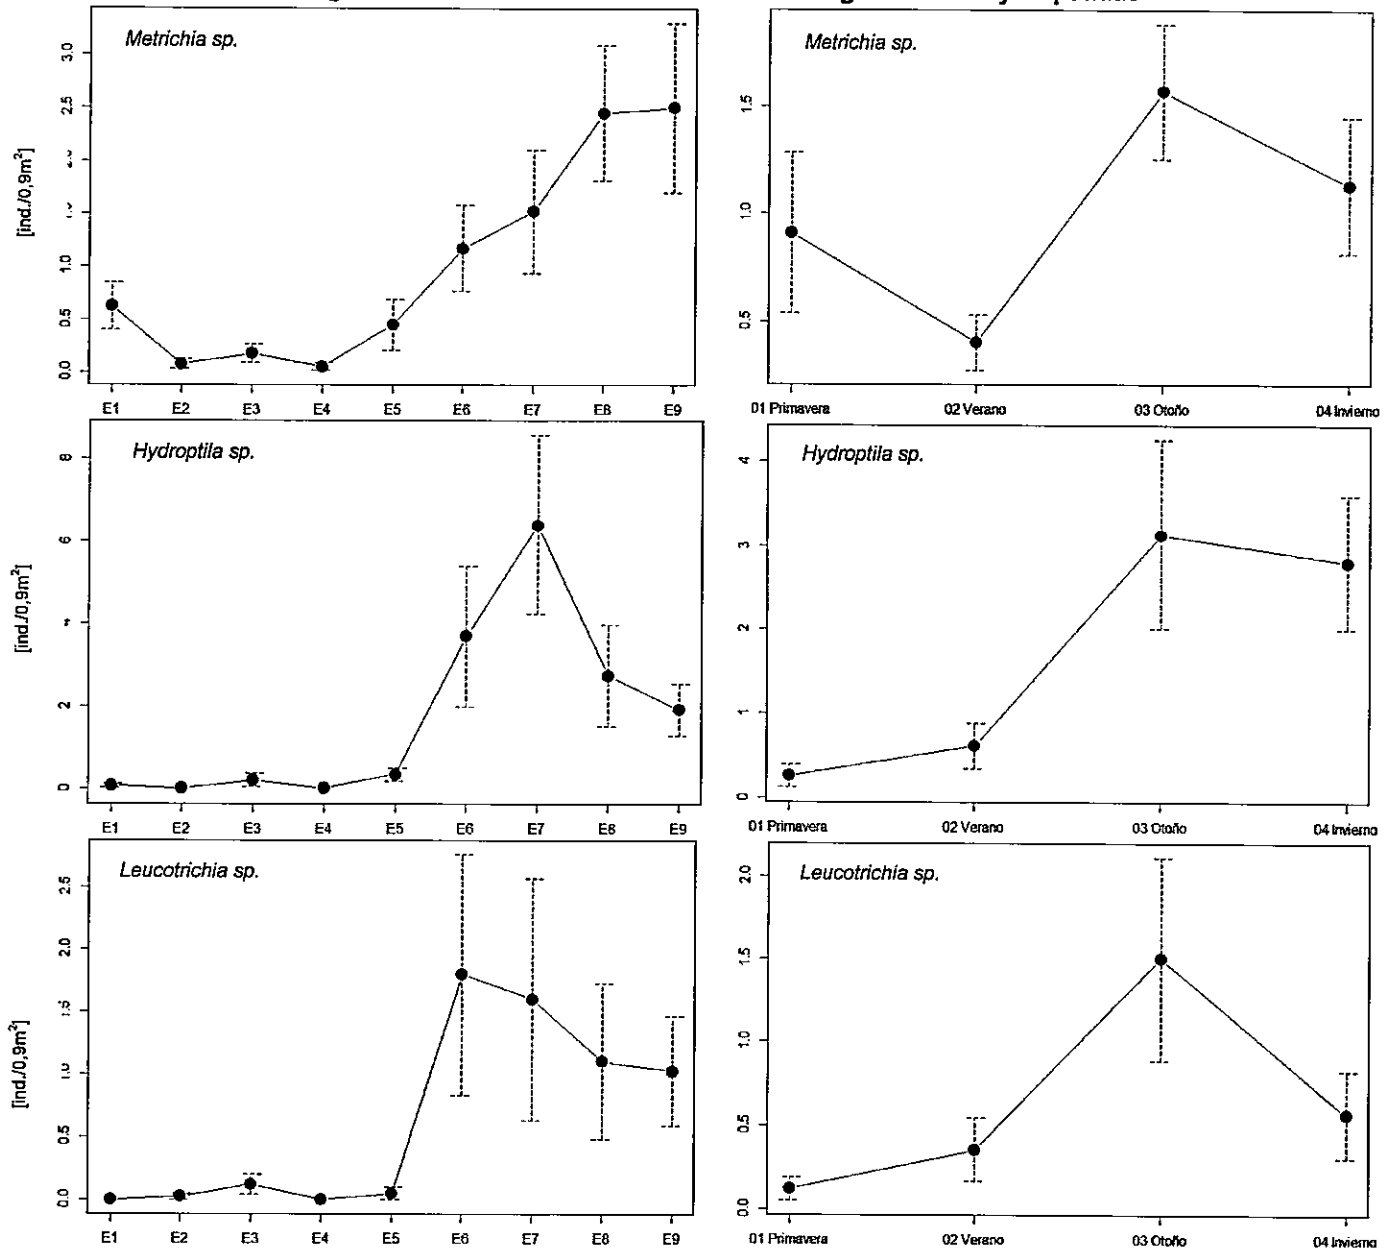 Metrichia sp.
[ind./0,9m²]
3.0
2.5
1.0
0.5
0.0
E1 E2 E3 E4 E5 E6 E7 E8 E9
Metrichia sp.
1.5
1.0
0.5
01 Primavera 02 Verano 03 Otoño 04 Invierno
Hydroptila sp.
[ind./0,9m²]
8
6
4
2
0
E1 E2 E3 E4 E5 E6 E7 E8 E9
Hydroptila sp.
4
3
2
1
0
01 Primavera 02 Verano 03 Otoño 04 Invierno
Leucotrichia sp.
[ind./0,9m²]
2.5
2.0
1.5
1.0
0.5
0.0
E1 E2 E3 E4 E5 E6 E7 E8 E9
Leucotrichia sp.
2.0
1.5
1.0
0.5
0.0
01 Primavera 02 Verano 03 Otoño 04 Invierno